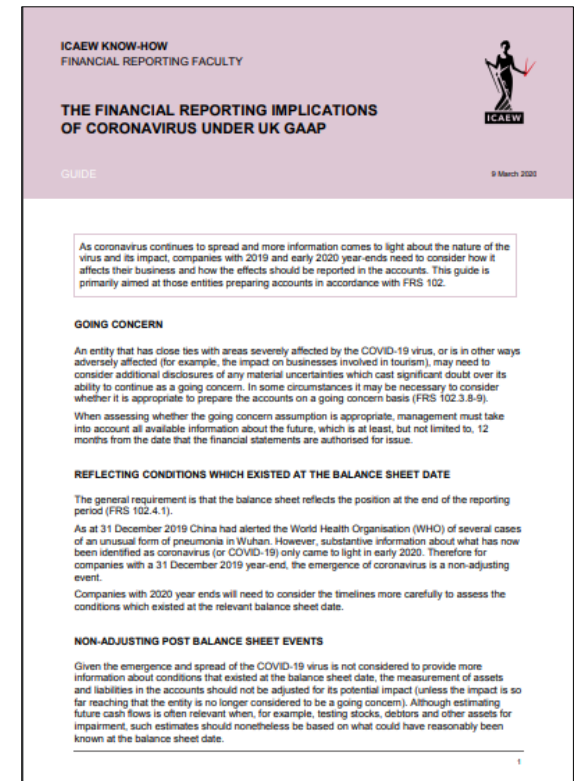 ICAEW KNOW-HOW
FINANCIAL REPORTING FACULTY
THE FINANCIAL REPORTING IMPLICATIONS
OF CORONAVIRUS UNDER UK GAAP
ICAEW
GUIDE
9 March 2020
As coronavirus continues to spread and more information comes to light about the nature of the
virus and its impact, companies with 2019 and early 2020 year-ends need to consider how it
affects their business and how the effects should be reported in the accounts. This guide is
primarily aimed at those entities preparing accounts in accordance with FRS 102.
GOING CONCERN
An entity that has close ties with areas severely affected by the COVID-19 virus, or is in other ways
adversely affected (for example, the impact on businesses involved in tourism), may need to
consider additional disclosures of any material uncertainties which cast significant doubt over its
ability to continue as a going concern. In some circumstances it may be necessary to consider
whether it is appropriate to prepare the accounts on a going concern basis (FRS 102.3.8-9).
When assessing whether the going concern assumption is appropriate, management must take
into account all available information about the future, which is at least, but not limited to, 12
months from the date that the financial statements are authorised for issue.
REFLECTING CONDITIONS WHICH EXISTED AT THE BALANCE SHEET DATE
The general requirement is that the balance sheet reflects the position at the end of the reporting
period (FRS 102.4.1).
As at 31 December 2019 China had alerted the World Health Organisation (WHO) of several cases
of an unusual form of pneumonia in Wuhan. However, substantive information about what has now
been identified as coronavirus (or COVID-19) only came to light in early 2020. Therefore for
companies with a 31 December 2019 year-end, the emergence of coronavirus is a non-adjusting
event.
Companies with 2020 year ends will need to consider the timelines more carefully to assess the
conditions which existed at the relevant balance sheet date.
NON-ADJUSTING POST BALANCE SHEET EVENTS
Given the emergence and spread of the COVID-19 virus is not considered to provide more
information about conditions that existed at the balance sheet date, the measurement of assets
and liabilities in the accounts should not be adjusted for its potential impact (unless the impact is so
far reaching that the entity is no longer considered to be a going concern). Although estimating
future cash flows is often relevant when, for example, testing stocks, debtors and other assets for
impairment, such estimates should nonetheless be based on what could have reasonably been
known at the balance sheet date.
1